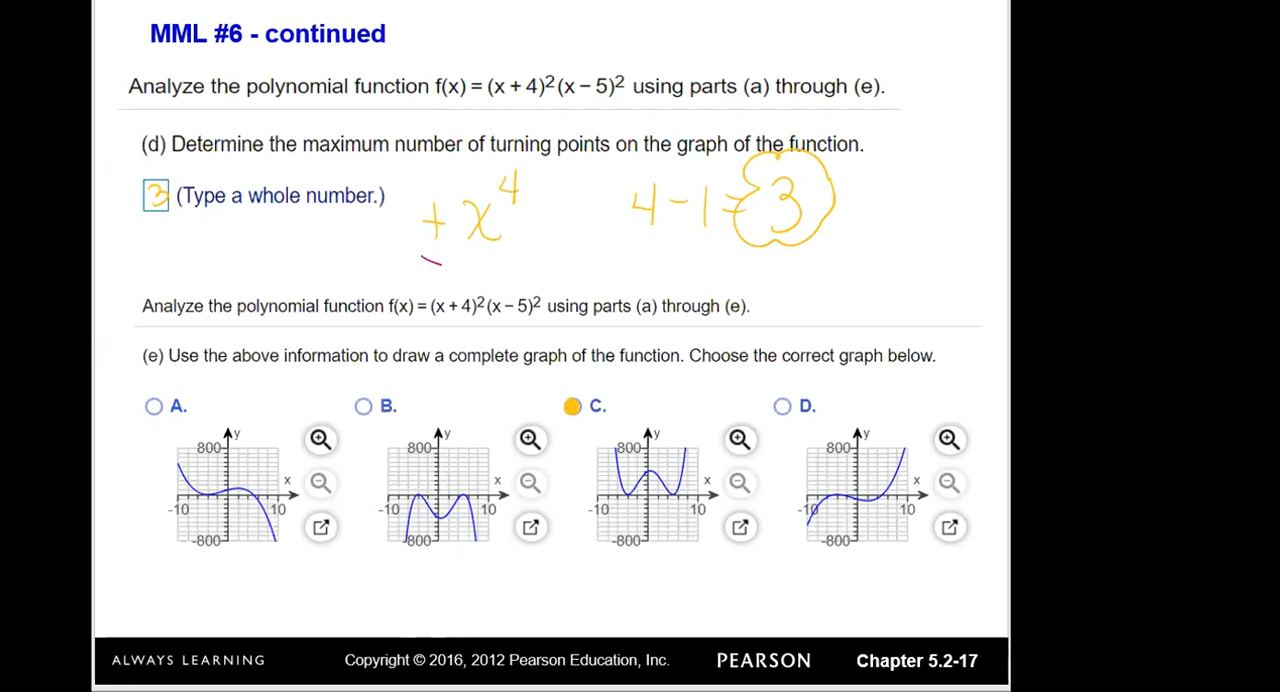 MML #6 - continued
Analyze the polynomial function f(x) = (x + 4)²(x − 5)² using parts (a) through (e).
(d) Determine the maximum number of turning points on the graph of the function.
3 (Type a whole number.)
+ x⁴
4 - 1 = 3
Analyze the polynomial function f(x) = (x + 4)²(x − 5)² using parts (a) through (e).
(e) Use the above information to draw a complete graph of the function. Choose the correct graph below.
A. B. C. D.
800 y 800 y 800 y 800 y
x x x x
-10 10 -10 10 -10 10 -10 10
-800 -800 -800 -800
ALWAYS LEARNING Copyright © 2016, 2012 Pearson Education, Inc. PEARSON Chapter 5.2-17